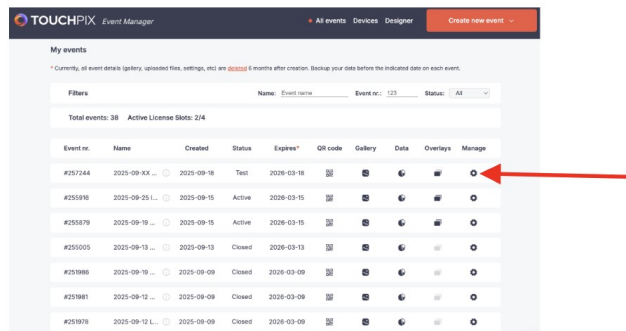 TOUCHPIX Event Manager
All events Devices Designer Create new event
My events
* Currently, all event details (gallery, uploaded files, settings, etc) are deleted 6 months after creation. Backup your data before the indicated date on each event.
Filters Name: Event name Event nr.: 123 Status: All
Total events: 38 Active License Slots: 2/4
Event nr. Name Created Status Expires* QR code Gallery Data Overlays Manage
#257244 2025-09-XX ... 2025-09-18 Test 2026-03-18
#255916 2025-09-25 I... 2025-09-15 Active 2026-03-15
#255879 2025-09-19 ... 2025-09-15 Active 2026-03-15
#255005 2025-09-13 ... 2025-09-13 Closed 2026-03-13
#251986 2025-09-19 ... 2025-09-09 Closed 2026-03-09
#251981 2025-09-12 ... 2025-09-09 Closed 2026-03-09
#251978 2025-09-12 L... 2025-09-09 Closed 2026-03-09